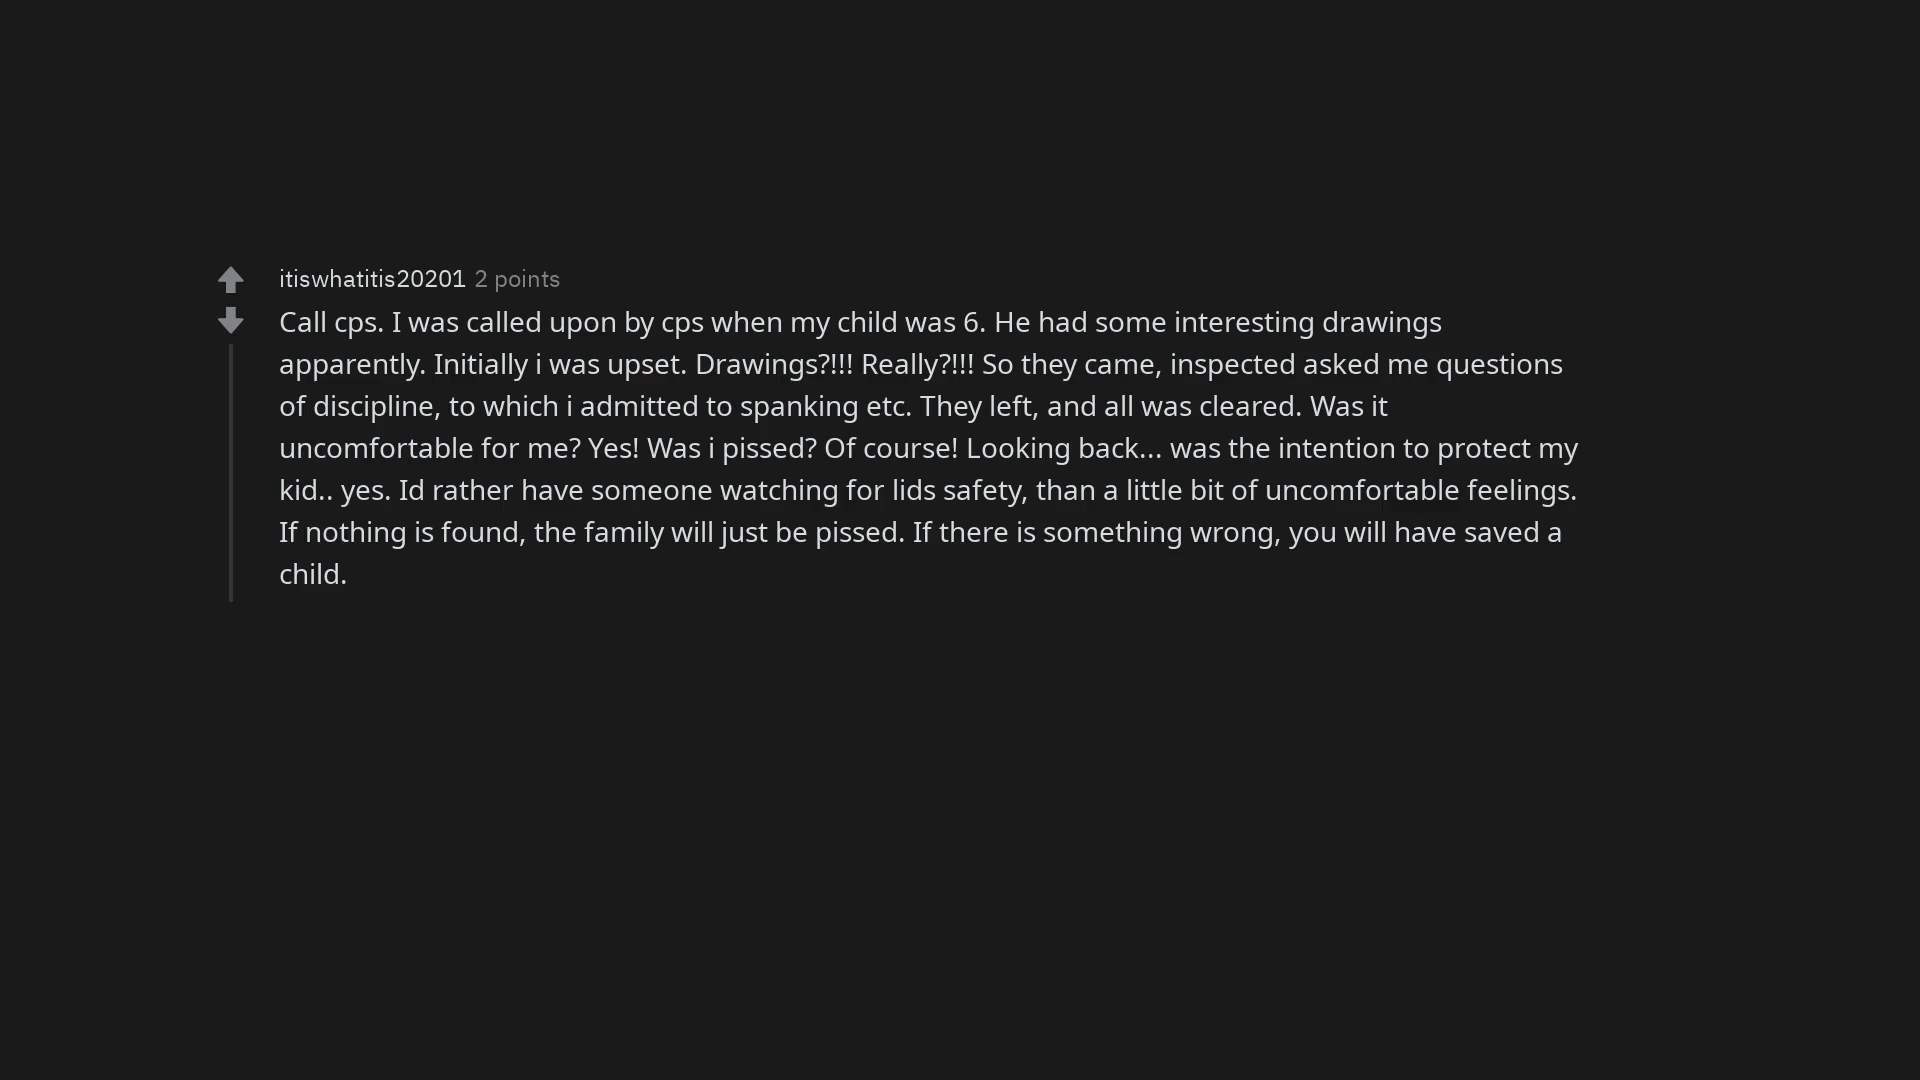 itiswhatitis20201 2 points
Call cps. I was called upon by cps when my child was 6. He had some interesting drawings
apparently. Initially i was upset. Drawings?!!! Really?!!! So they came, inspected asked me questions
of discipline, to which i admitted to spanking etc. They left, and all was cleared. Was it
uncomfortable for me? Yes! Was i pissed? Of course! Looking back... was the intention to protect my
kid.. yes. Id rather have someone watching for lids safety, than a little bit of uncomfortable feelings.
If nothing is found, the family will just be pissed. If there is something wrong, you will have saved a
child.